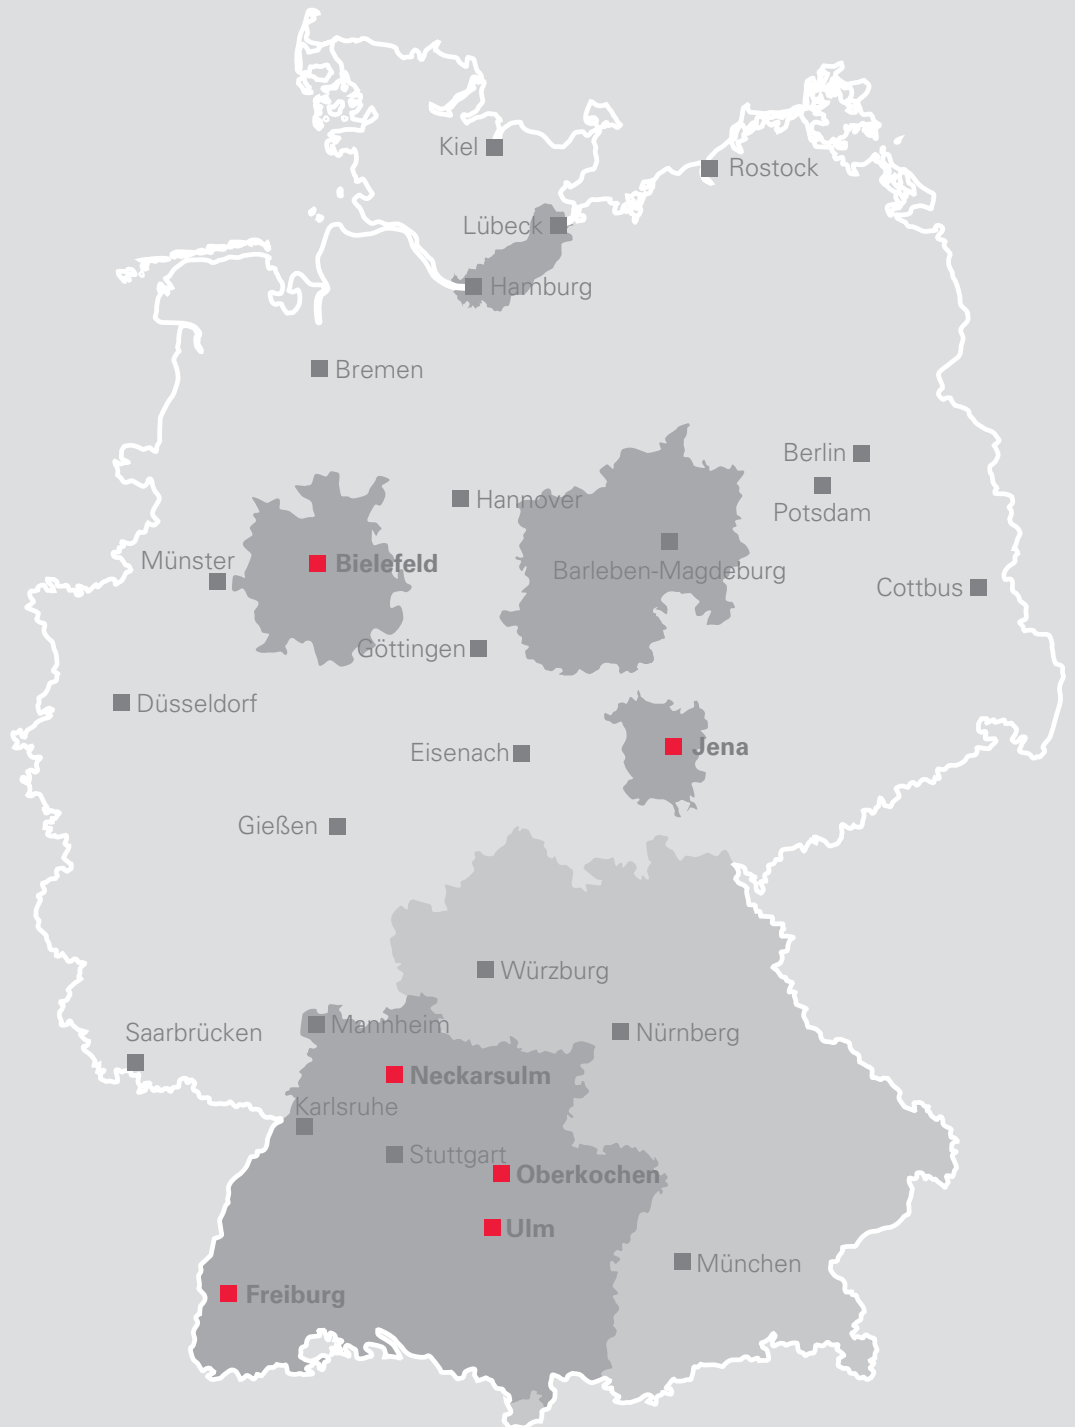 Kiel
Rostock
Lübeck
Hamburg
Bremen
Berlin
Hannover
Potsdam
Münster
Bielefeld
Barleben-Magdeburg
Cottbus
Göttingen
Düsseldorf
Jena
Eisenach
Gießen
Würzburg
Mannheim
Saarbrücken
Nürnberg
Neckarsulm
Karlsruhe
Stuttgart
Oberkochen
Ulm
München
Freiburg